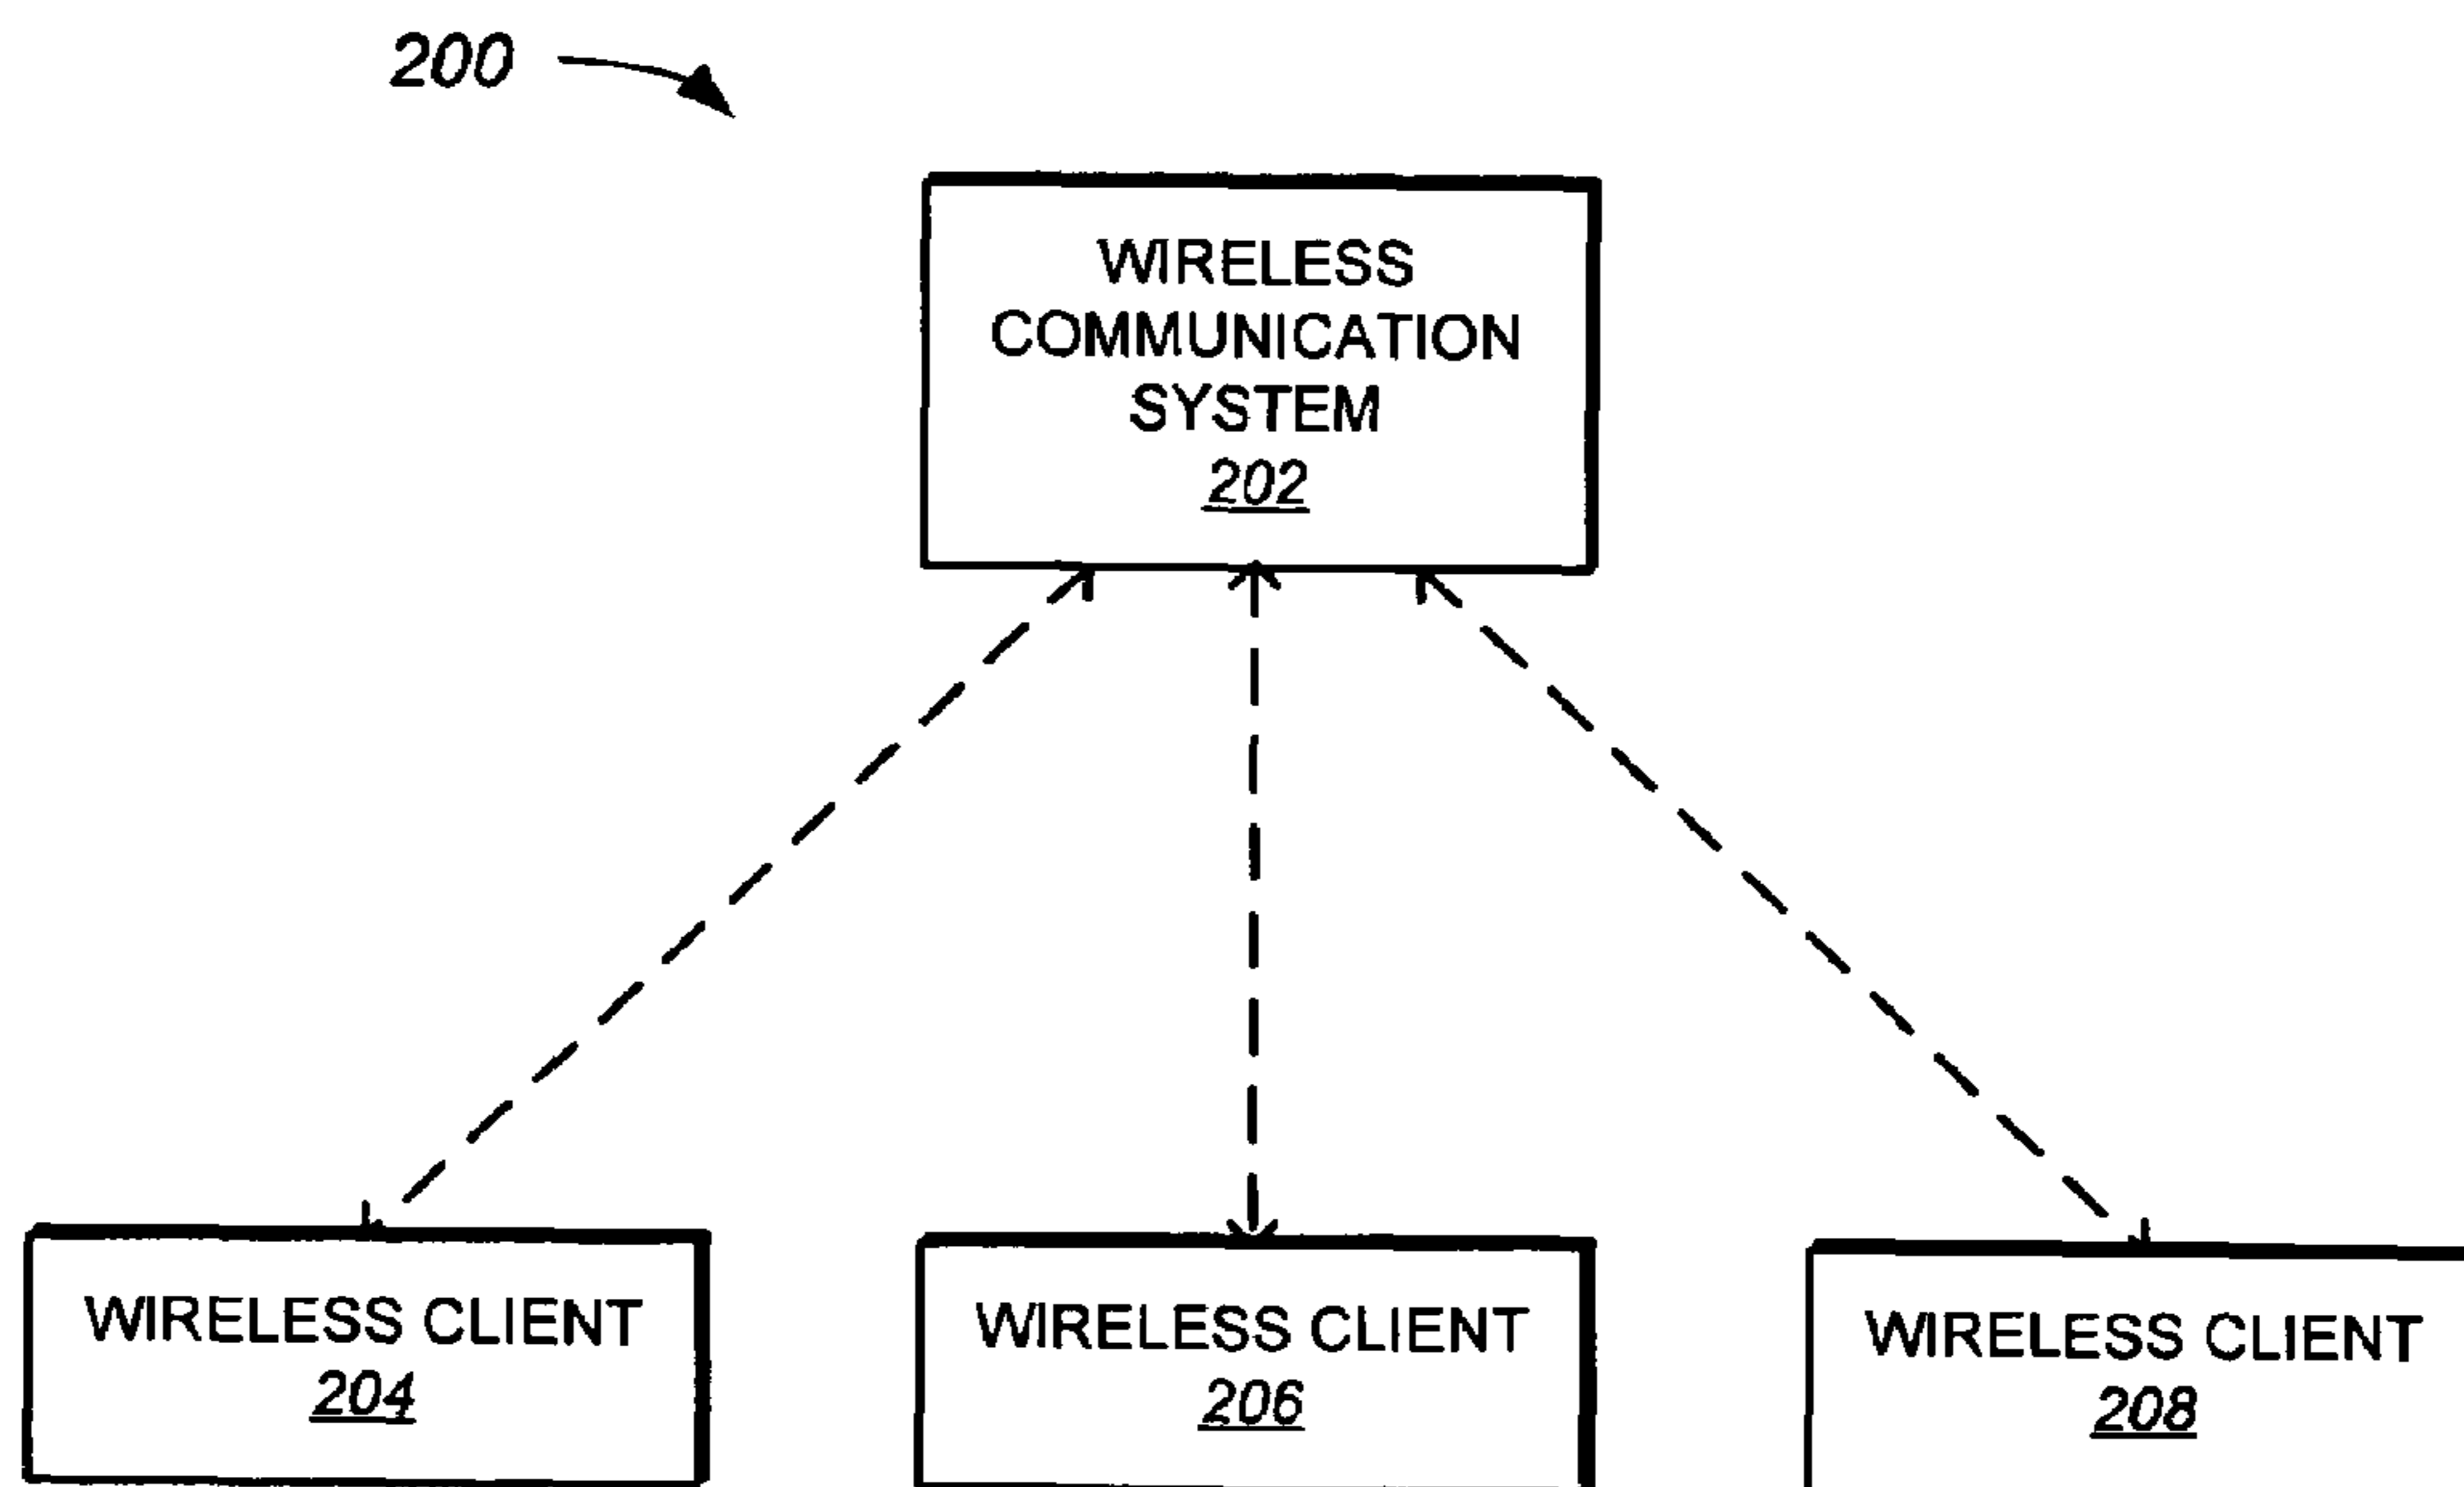 200
WIRELESS
COMMUNICATION
SYSTEM
202
WIRELESS CLIENT
204
WIRELESS CLIENT
206
WIRELESS CLIENT
208